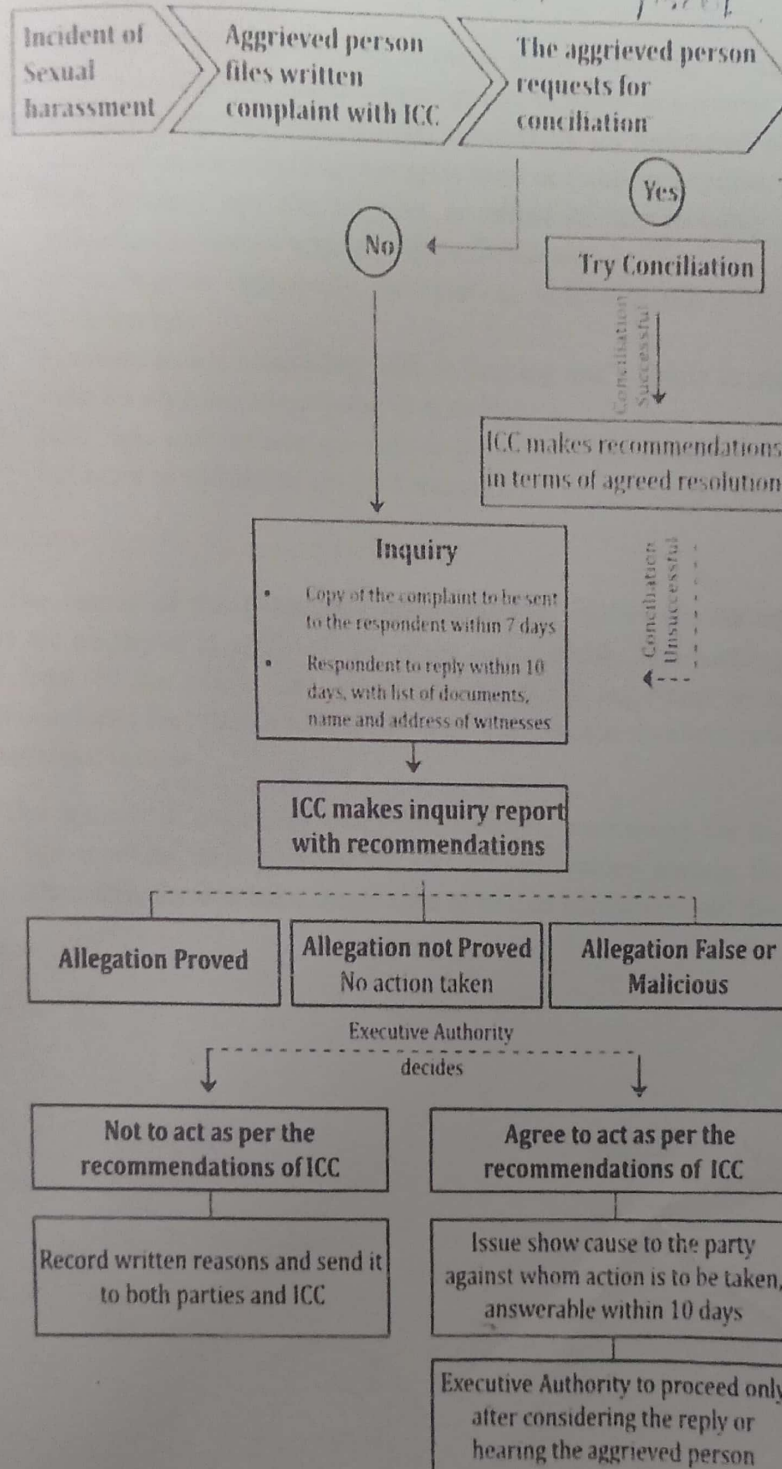 Incident of
Sexual
harassment
Aggrieved person
files written
complaint with ICC
The aggrieved person
requests for
conciliation
Yes
No
Try Conciliation
Conciliation
Successful
ICC makes recommendations
in terms of agreed resolution
Inquiry
• Copy of the complaint to be sent
to the respondent within 7 days
• Respondent to reply within 10
days, with list of documents,
name and address of witnesses
Conciliation
Unsuccessful
ICC makes inquiry report
with recommendations
Allegation Proved
Allegation not Proved
No action taken
Allegation False or
Malicious
Executive Authority
decides
Not to act as per the
recommendations of ICC
Agree to act as per the
recommendations of ICC
Record written reasons and send it
to both parties and ICC
Issue show cause to the party
against whom action is to be taken,
answerable within 10 days
Executive Authority to proceed only
after considering the reply or
hearing the aggrieved person